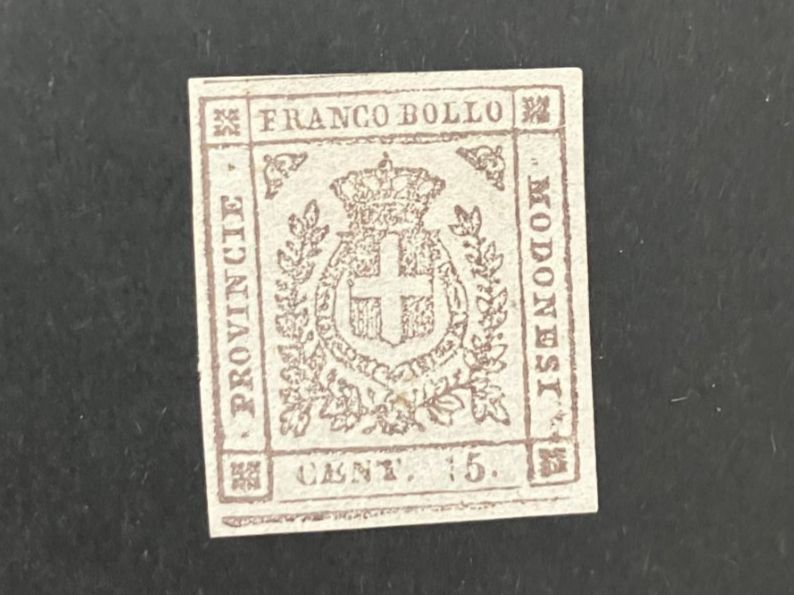 FRANCO BOLLO
PROVINCIE
MODONESI
CENT. 15.